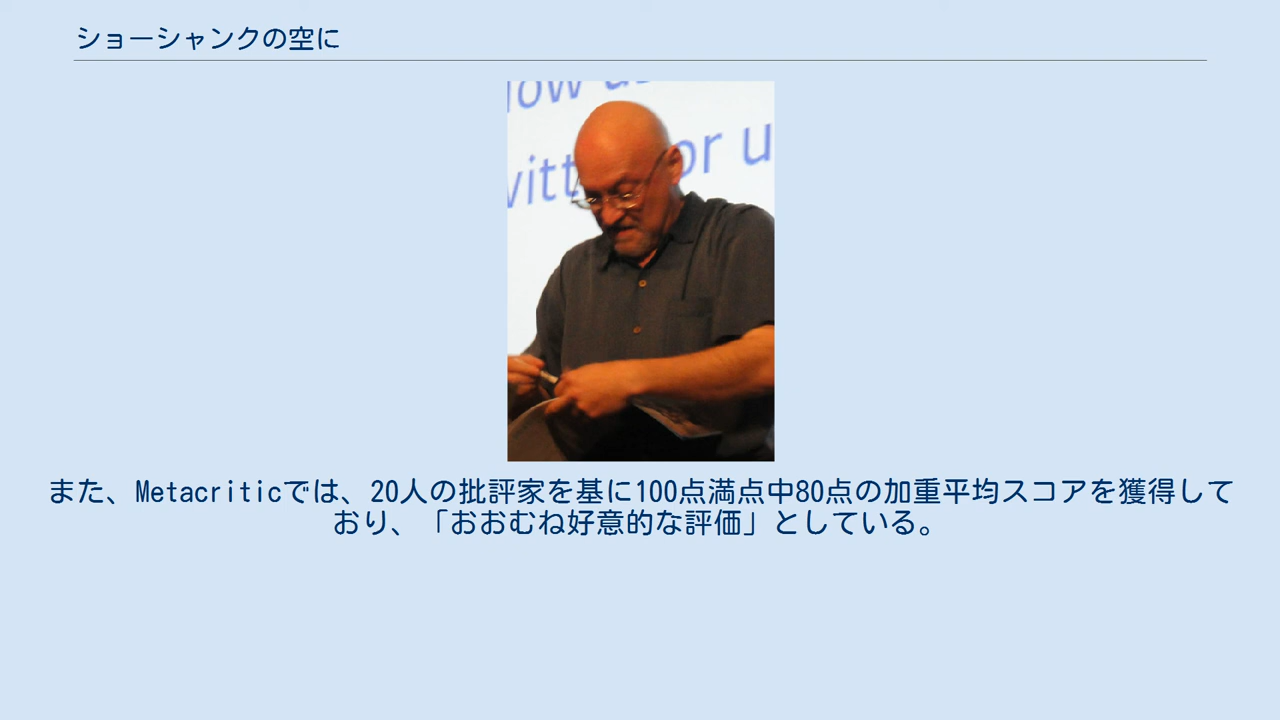 ショーシャンクの空に
low
witt or u
また、Metacriticでは、20人の批評家を基に100点満点中80点の加重平均スコアを獲得して
おり、「おおむね好意的な評価」としている。